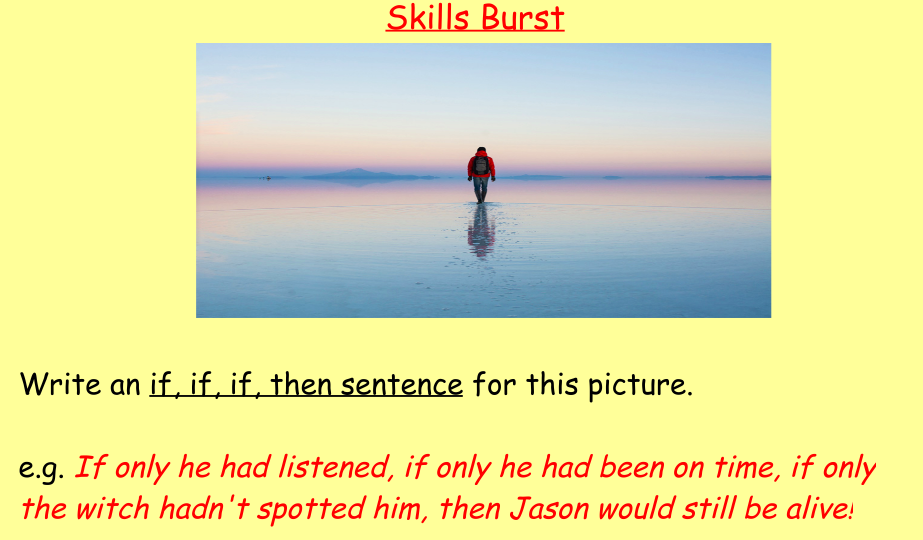 Skills Burst
Write an if, if, if, then sentence for this picture.
e.g. If only he had listened, if only he had been on time, if only
the witch hadn't spotted him, then Jason would still be alive!